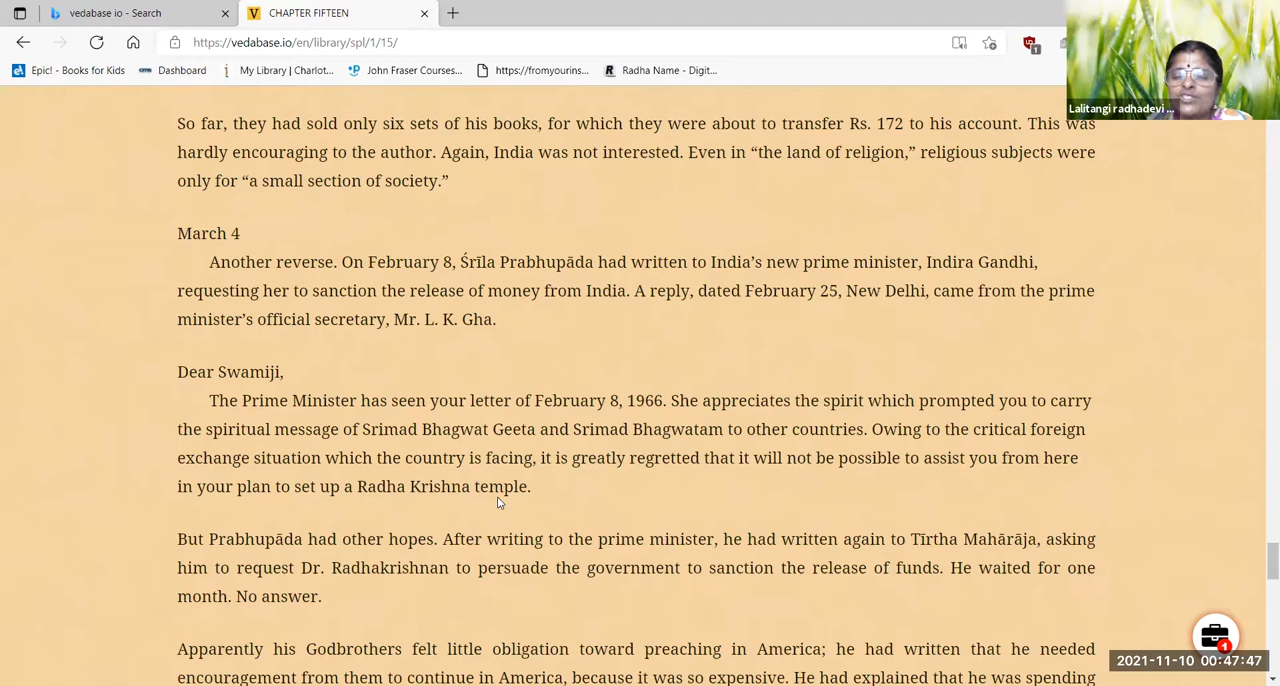 vedabase io - Search
CHAPTER FIFTEEN
https://vedabase.io/en/library/spl/1/15/
Epic! - Books for Kids
Dashboard
My Library | Charlot...
John Fraser Courses...
https://fromyourins...
Radha Name - Digit...
Lalitangi radhadevi ...
So far, they had sold only six sets of his books, for which they were about to transfer Rs. 172 to his account. This was
hardly encouraging to the author. Again, India was not interested. Even in “the land of religion,” religious subjects were
only for “a small section of society.”
March 4
Another reverse. On February 8, Śrīla Prabhupāda had written to India’s new prime minister, Indira Gandhi,
requesting her to sanction the release of money from India. A reply, dated February 25, New Delhi, came from the prime
minister’s official secretary, Mr. L. K. Gha.
Dear Swamiji,
The Prime Minister has seen your letter of February 8, 1966. She appreciates the spirit which prompted you to carry
the spiritual message of Srimad Bhagwat Geeta and Srimad Bhagwatam to other countries. Owing to the critical foreign
exchange situation which the country is facing, it is greatly regretted that it will not be possible to assist you from here
in your plan to set up a Radha Krishna temple.
But Prabhupāda had other hopes. After writing to the prime minister, he had written again to Tīrtha Mahārāja, asking
him to request Dr. Radhakrishnan to persuade the government to sanction the release of funds. He waited for one
month. No answer.
Apparently his Godbrothers felt little obligation toward preaching in America; he had written that he needed
encouragement from them to continue in America, because it was so expensive. He had explained that he was spending
2021-11-10 00:47:47